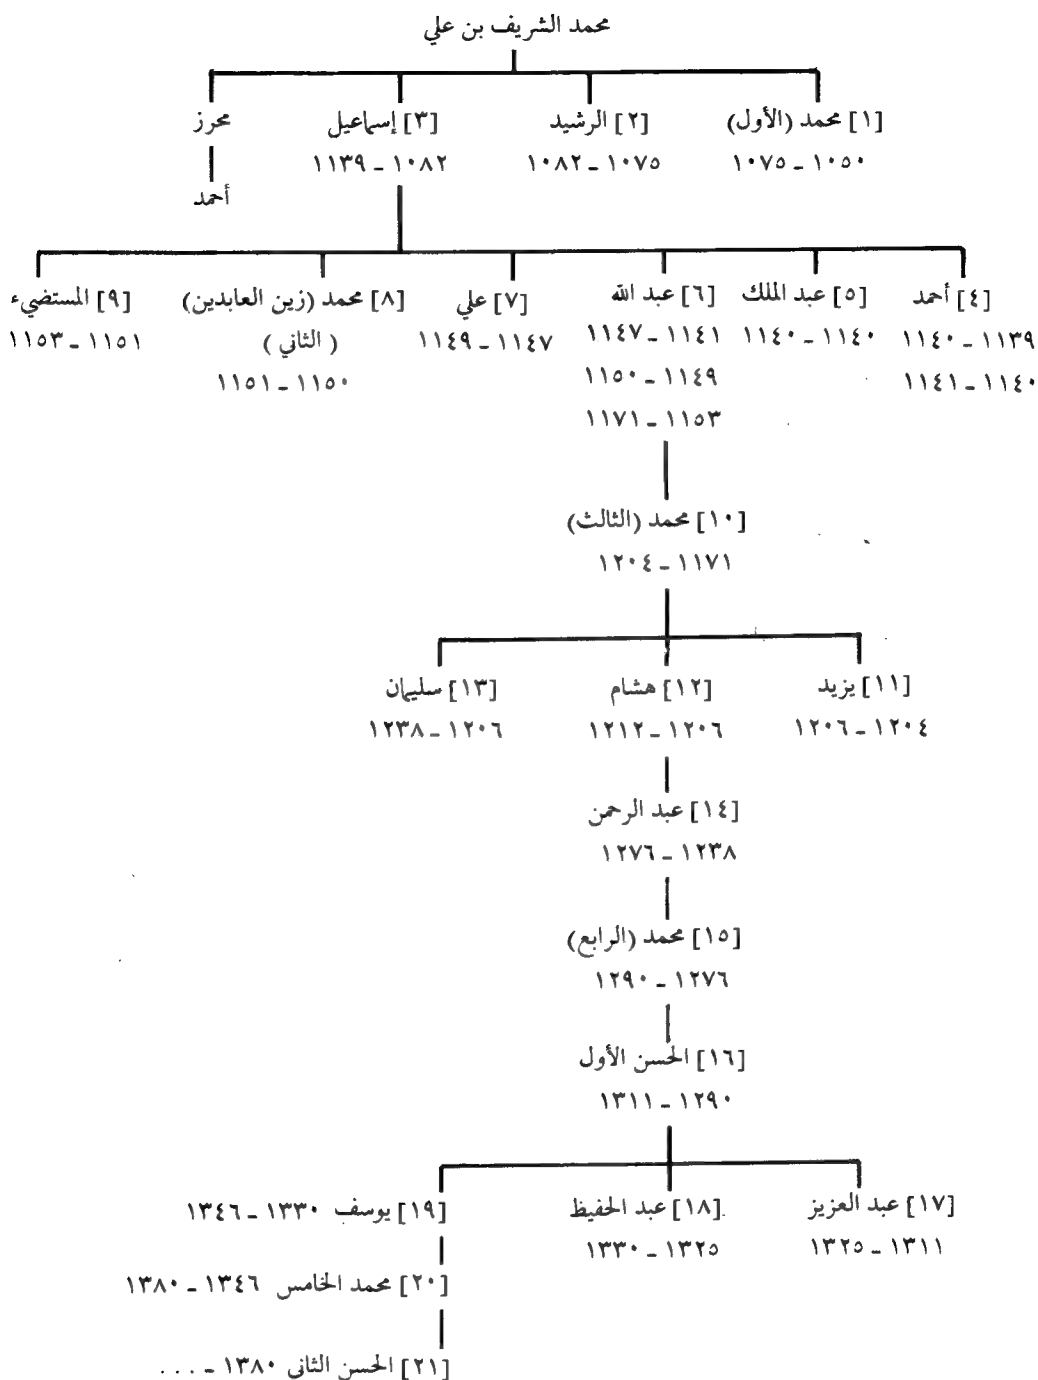 محمد الشريف بن علي
[١] محمد (الأول) [٢] الرشيد [٣] إسماعيل محرز
١٠٥٠ ـ ١٠٧٥ ١٠٧٥ ـ ١٠٨٢ ١٠٨٢ ـ ١١٣٩
أحمد
[٤] أحمد [٥] عبد الملك [٦] عبد الله [٧] علي [٨] محمد (زين العابدين) [٩] المستضيء
١١٣٩ ـ ١١٤٠ ١١٤٠ ـ ١١٤٠ ١١٤١ ـ ١١٤٧ ١١٤٧ ـ ١١٤٩ (الثاني) ١١٥١ ـ ١١٥٣
١١٤٠ ـ ١١٤١ ١١٤٩ ـ ١١٥٠ ١١٥٠ ـ ١١٥١
١١٥٣ ـ ١١٧١
[١٠] محمد (الثالث)
١١٧١ ـ ١٢٠٤
[١١] يزيد [١٢] هشام [١٣] سليمان
١٢٠٤ ـ ١٢٠٦ ١٢٠٦ ـ ١٢١٢ ١٢٠٦ ـ ١٢٣٨
[١٤] عبد الرحمن
١٢٣٨ ـ ١٢٧٦
[١٥] محمد (الرابع)
١٢٧٦ ـ ١٢٩٠
[١٦] الحسن الأول
١٢٩٠ ـ ١٣١١
[١٧] عبد العزيز [١٨] عبد الحفيظ [١٩] يوسف ١٣٣٠ ـ ١٣٤٦
١٣١١ ـ ١٣٢٥ ١٣٢٥ ـ ١٣٣٠
[٢٠] محمد الخامس ١٣٤٦ ـ ١٣٨٠
[٢١] الحسن الثاني ١٣٨٠ ـ ...